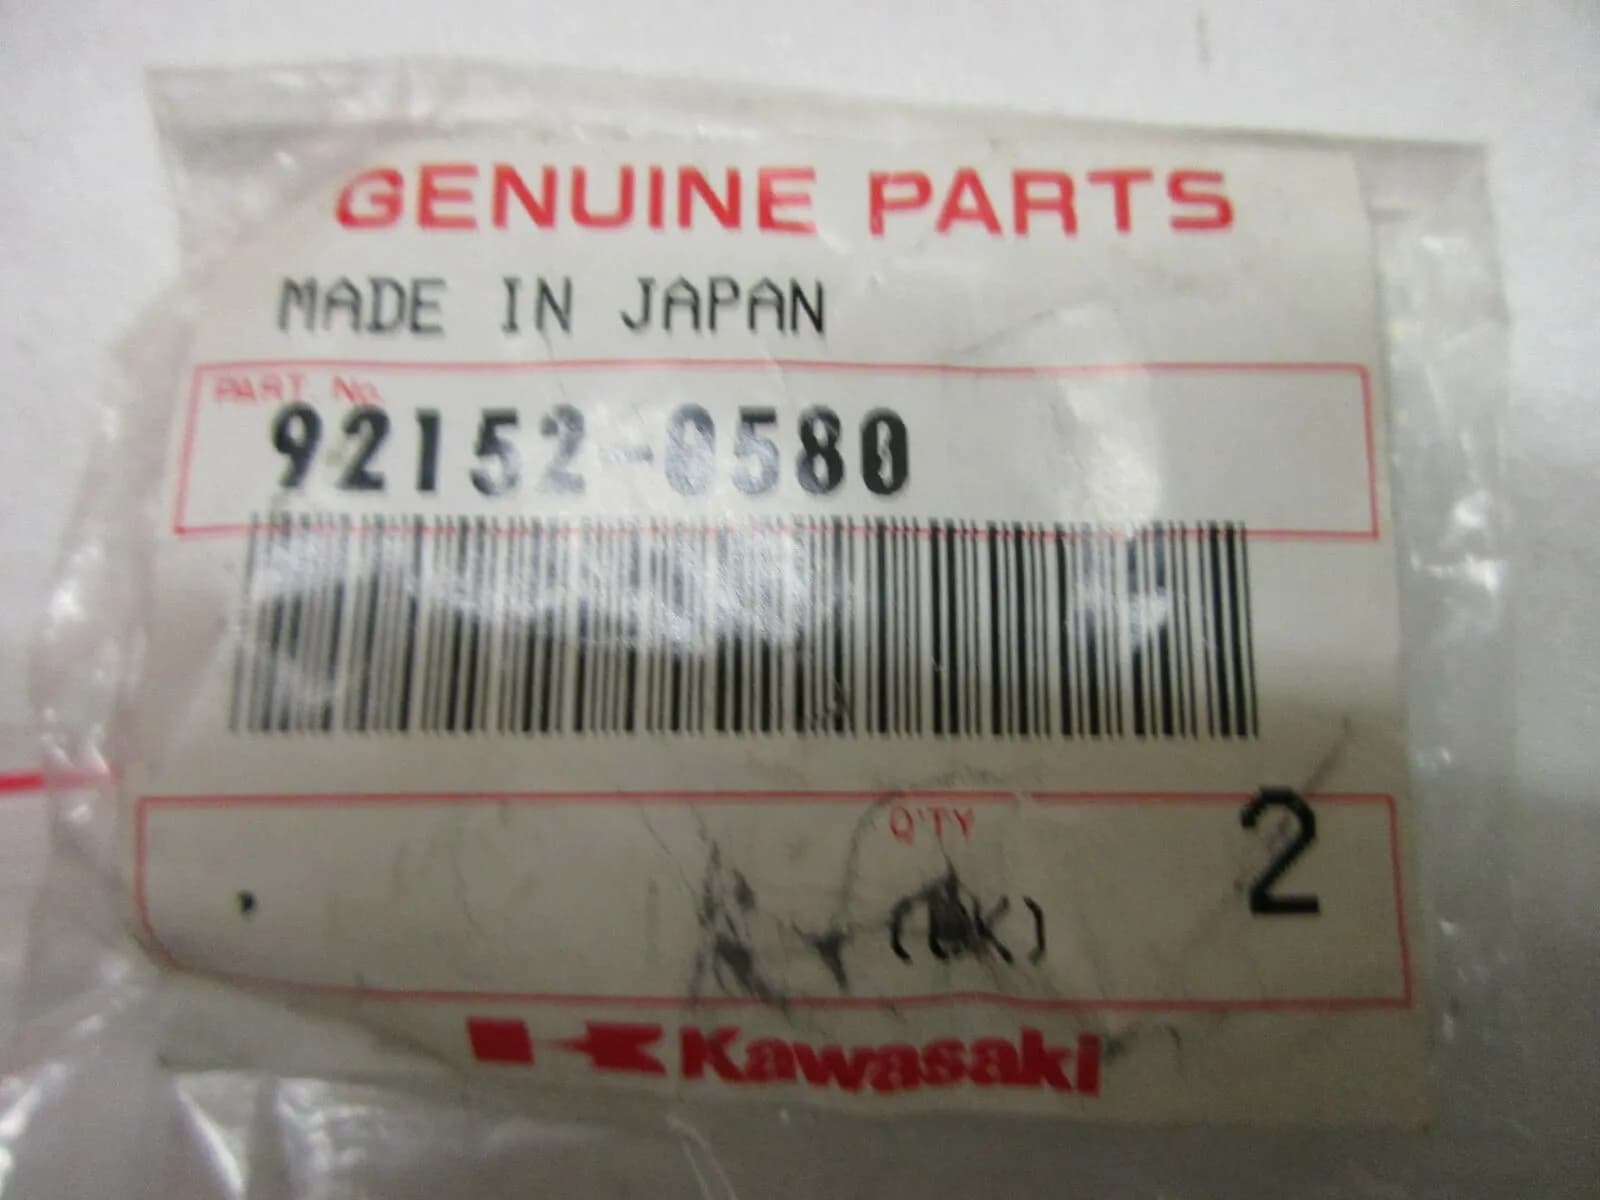 GENUINE PARTS
MADE IN JAPAN
PART. No.
92152-0580
Q'TY
2
Kawasaki